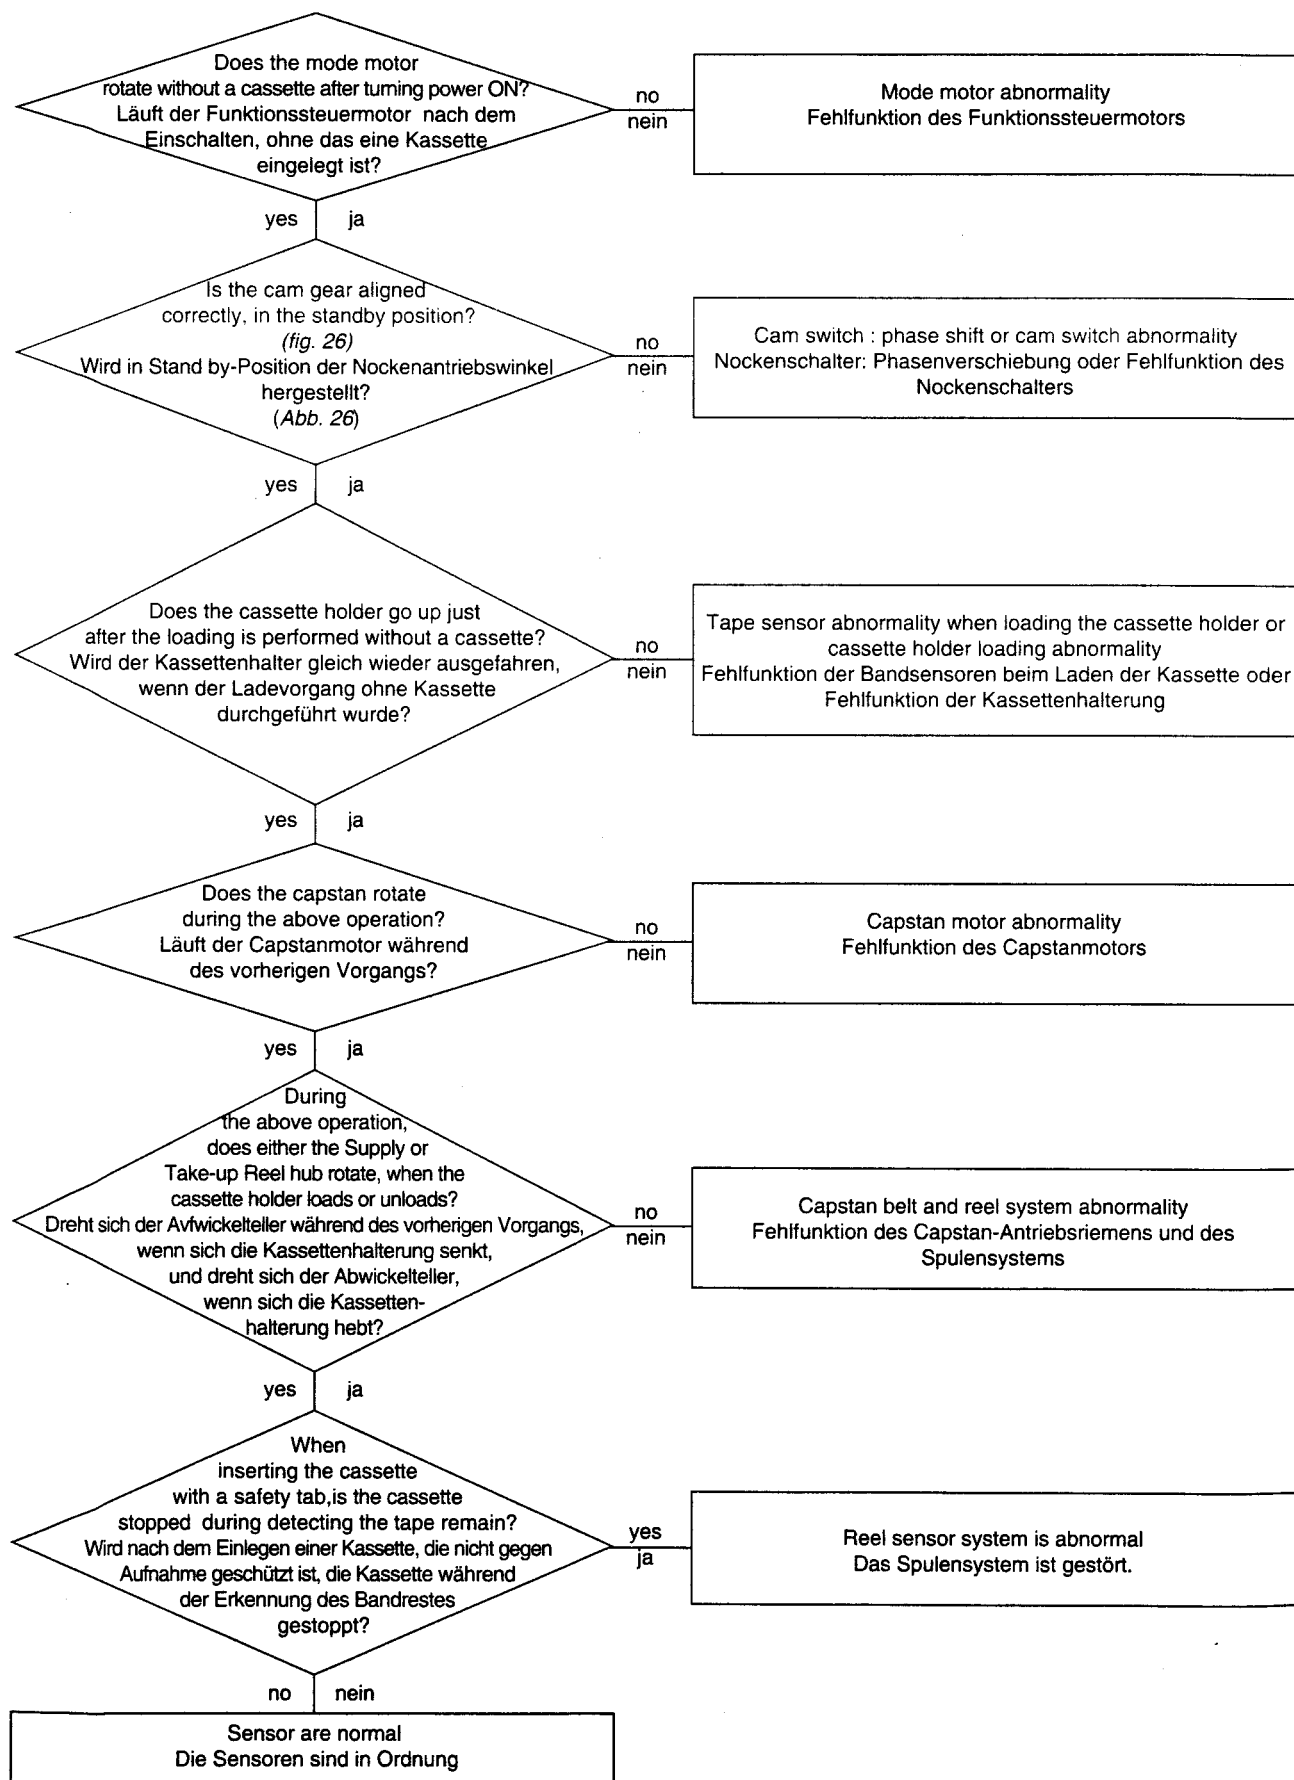 Does the mode motor
rotate without a cassette after turning power ON?
Läuft der Funktionssteuermotor nach dem
Einschalten, ohne das eine Kassette
eingelegt ist?
no
nein
Mode motor abnormality
Fehlfunktion des Funktionssteuermotors
yes ja
Is the cam gear aligned
correctly, in the standby position?
(fig. 26)
Wird in Stand by-Position der Nockenantriebswinkel
hergestellt?
(Abb. 26)
no
nein
Cam switch : phase shift or cam switch abnormality
Nockenschalter: Phasenverschiebung oder Fehlfunktion des
Nockenschalters
yes ja
Does the cassette holder go up just
after the loading is performed without a cassette?
Wird der Kassettenhalter gleich wieder ausgefahren,
wenn der Ladevorgang ohne Kassette
durchgeführt wurde?
no
nein
Tape sensor abnormality when loading the cassette holder or
cassette holder loading abnormality
Fehlfunktion der Bandsensoren beim Laden der Kassette oder
Fehlfunktion der Kassettenhalterung
yes ja
Does the capstan rotate
during the above operation?
Läuft der Capstanmotor während
des vorherigen Vorgangs?
no
nein
Capstan motor abnormality
Fehlfunktion des Capstanmotors
yes ja
During
the above operation,
does either the Supply or
Take-up Reel hub rotate, when the
cassette holder loads or unloads?
Dreht sich der Avfwickelteller während des vorherigen Vorgangs,
wenn sich die Kassettenhalterung senkt,
und dreht sich der Abwickelteller,
wenn sich die Kassetten-
halterung hebt?
no
nein
Capstan belt and reel system abnormality
Fehlfunktion des Capstan-Antriebsriemens und des
Spulensystems
yes ja
When
inserting the cassette
with a safety tab,is the cassette
stopped during detecting the tape remain?
Wird nach dem Einlegen einer Kassette, die nicht gegen
Aufnahme geschützt ist, die Kassette während
der Erkennung des Bandrestes
gestoppt?
yes
ja
Reel sensor system is abnormal
Das Spulensystem ist gestört.
no nein
Sensor are normal
Die Sensoren sind in Ordnung